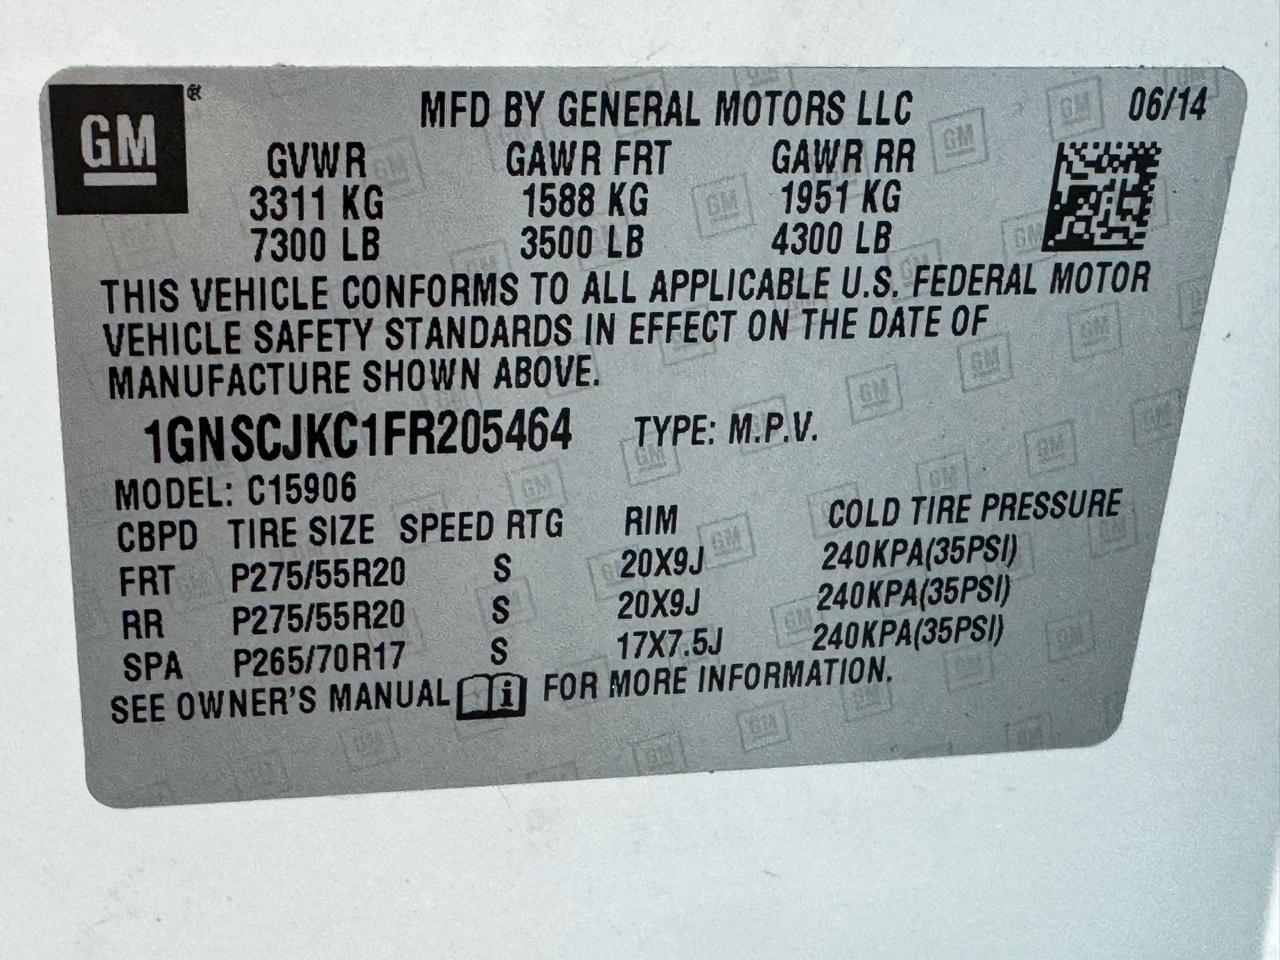 GM® MFD BY GENERAL MOTORS LLC 06/14
GVWR GAWR FRT GAWR RR
3311 KG 1588 KG 1951 KG
7300 LB 3500 LB 4300 LB
THIS VEHICLE CONFORMS TO ALL APPLICABLE U.S. FEDERAL MOTOR
VEHICLE SAFETY STANDARDS IN EFFECT ON THE DATE OF
MANUFACTURE SHOWN ABOVE.
1GNSCJKC1FR205464 TYPE: M.P.V.
MODEL: C15906
CBPD TIRE SIZE SPEED RTG RIM COLD TIRE PRESSURE
FRT P275/55R20 S 20X9J 240KPA(35PSI)
RR P275/55R20 S 20X9J 240KPA(35PSI)
SPA P265/70R17 S 17X7.5J 240KPA(35PSI)
SEE OWNER'S MANUAL i FOR MORE INFORMATION.